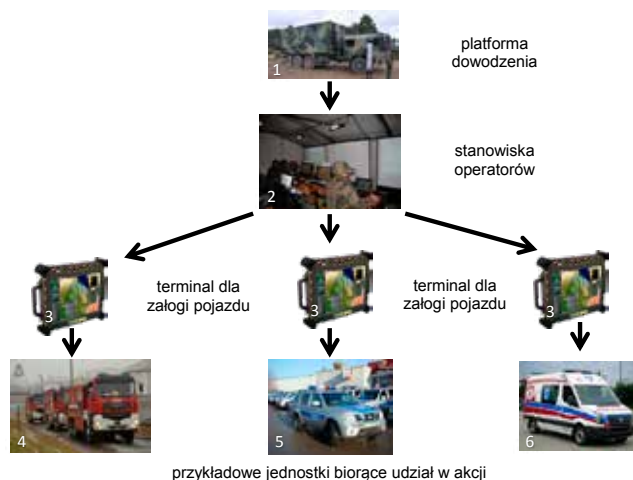 1
platforma
dowodzenia
2
stanowiska
operatorów
3
terminal dla
załogi pojazdu
3
terminal dla
załogi pojazdu
3
4
5
6
przykładowe jednostki biorące udział w akcji